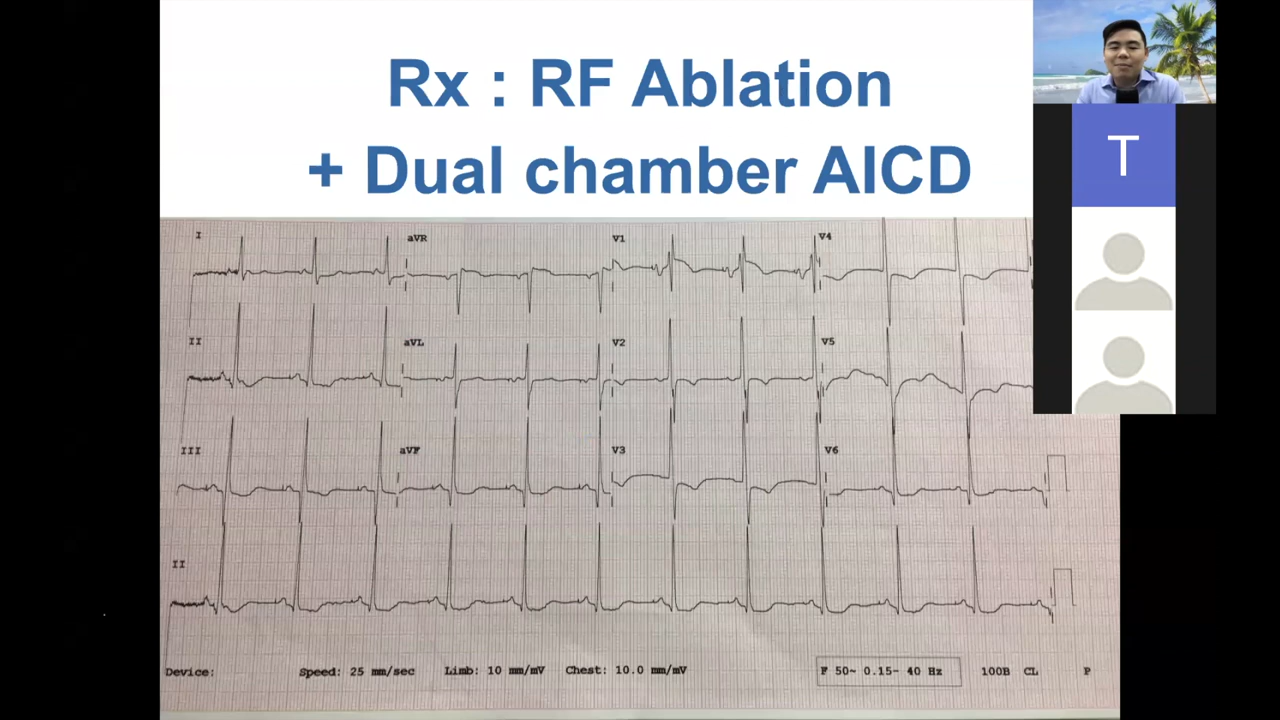 Rx : RF Ablation
+ Dual chamber AICD
T
I
aVR
V1
V4
II
aVL
V2
V5
III
aVF
V3
V6
II
Device:
Speed: 25 mm/sec
Limb: 10 mm/mV
Chest: 10.0 mm/mV
F 50~ 0.15- 40 Hz
100B
CL
P